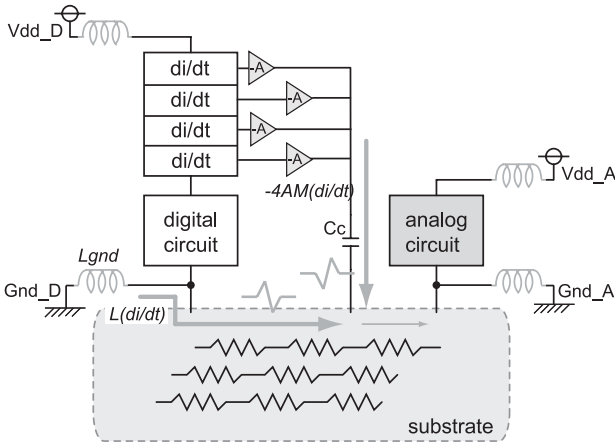 Vdd_D
di/dt
-A
di/dt
-A
di/dt
-A
di/dt
-A
-4AM(di/dt)
Vdd_A
digital
circuit
Cc
analog
circuit
Lgnd
Gnd_D
Gnd_A
L(di/dt)
substrate